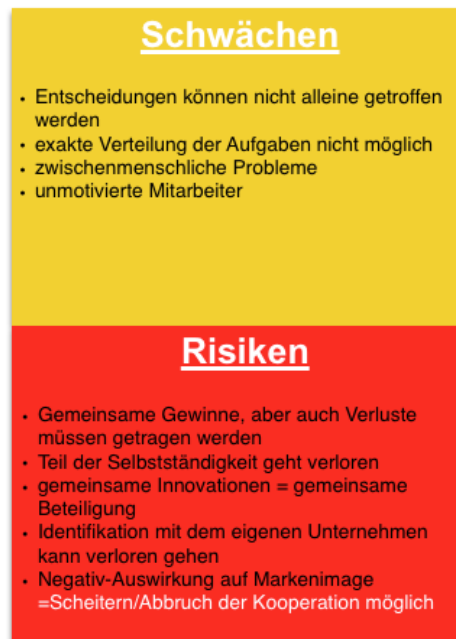 Schwächen
• Entscheidungen können nicht alleine getroffen
werden
• exakte Verteilung der Aufgaben nicht möglich
• zwischenmenschliche Probleme
• unmotivierte Mitarbeiter
Risiken
• Gemeinsame Gewinne, aber auch Verluste
müssen getragen werden
• Teil der Selbstständigkeit geht verloren
• gemeinsame Innovationen = gemeinsame
Beteiligung
• Identifikation mit dem eigenen Unternehmen
kann verloren gehen
• Negativ-Auswirkung auf Markenimage
=Scheitern/Abbruch der Kooperation möglich